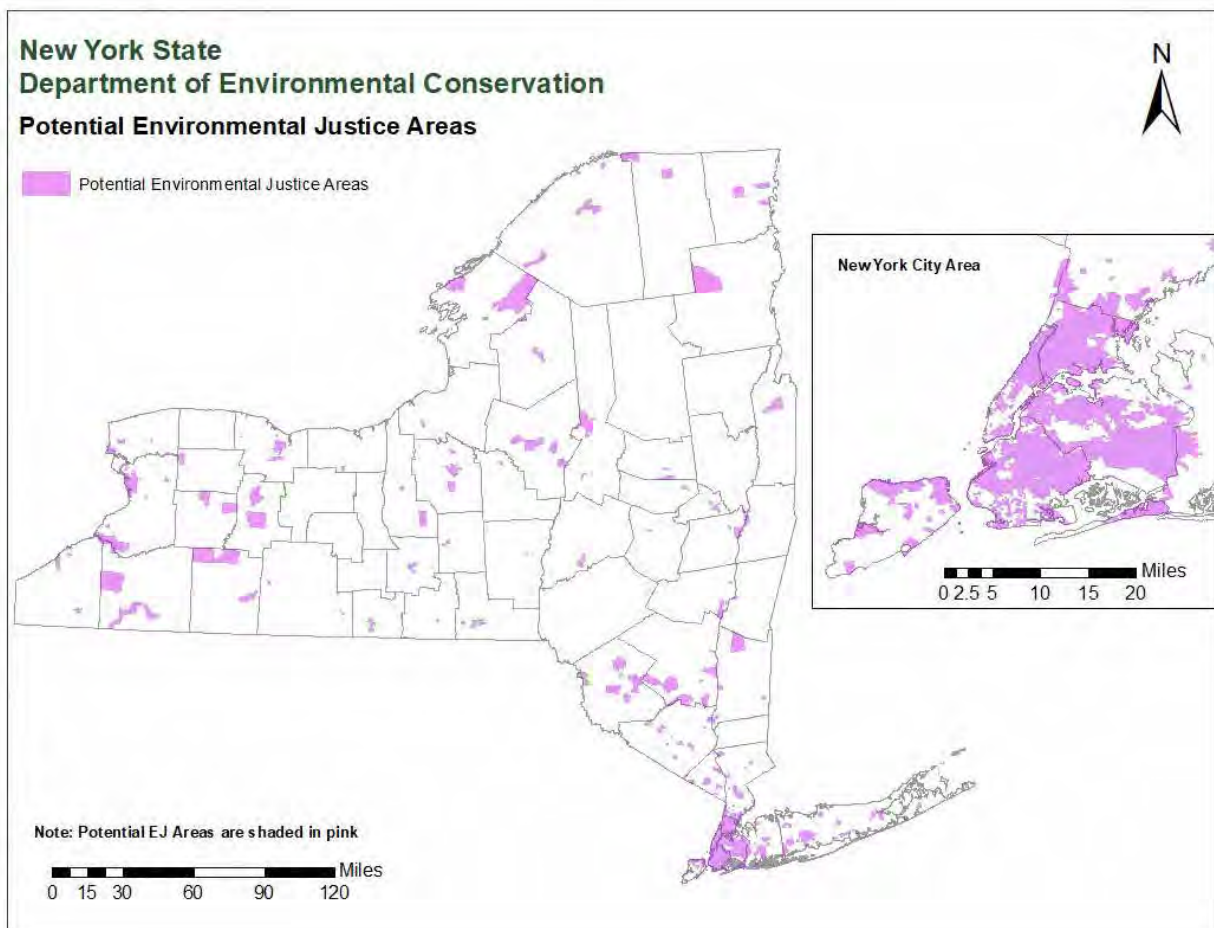 New York State
Department of Environmental Conservation
Potential Environmental Justice Areas
N
Potential Environmental Justice Areas
New York City Area
Miles
0 2.5 5 10 15 20
Note: Potential EJ Areas are shaded in pink
Miles
0 15 30 60 90 120